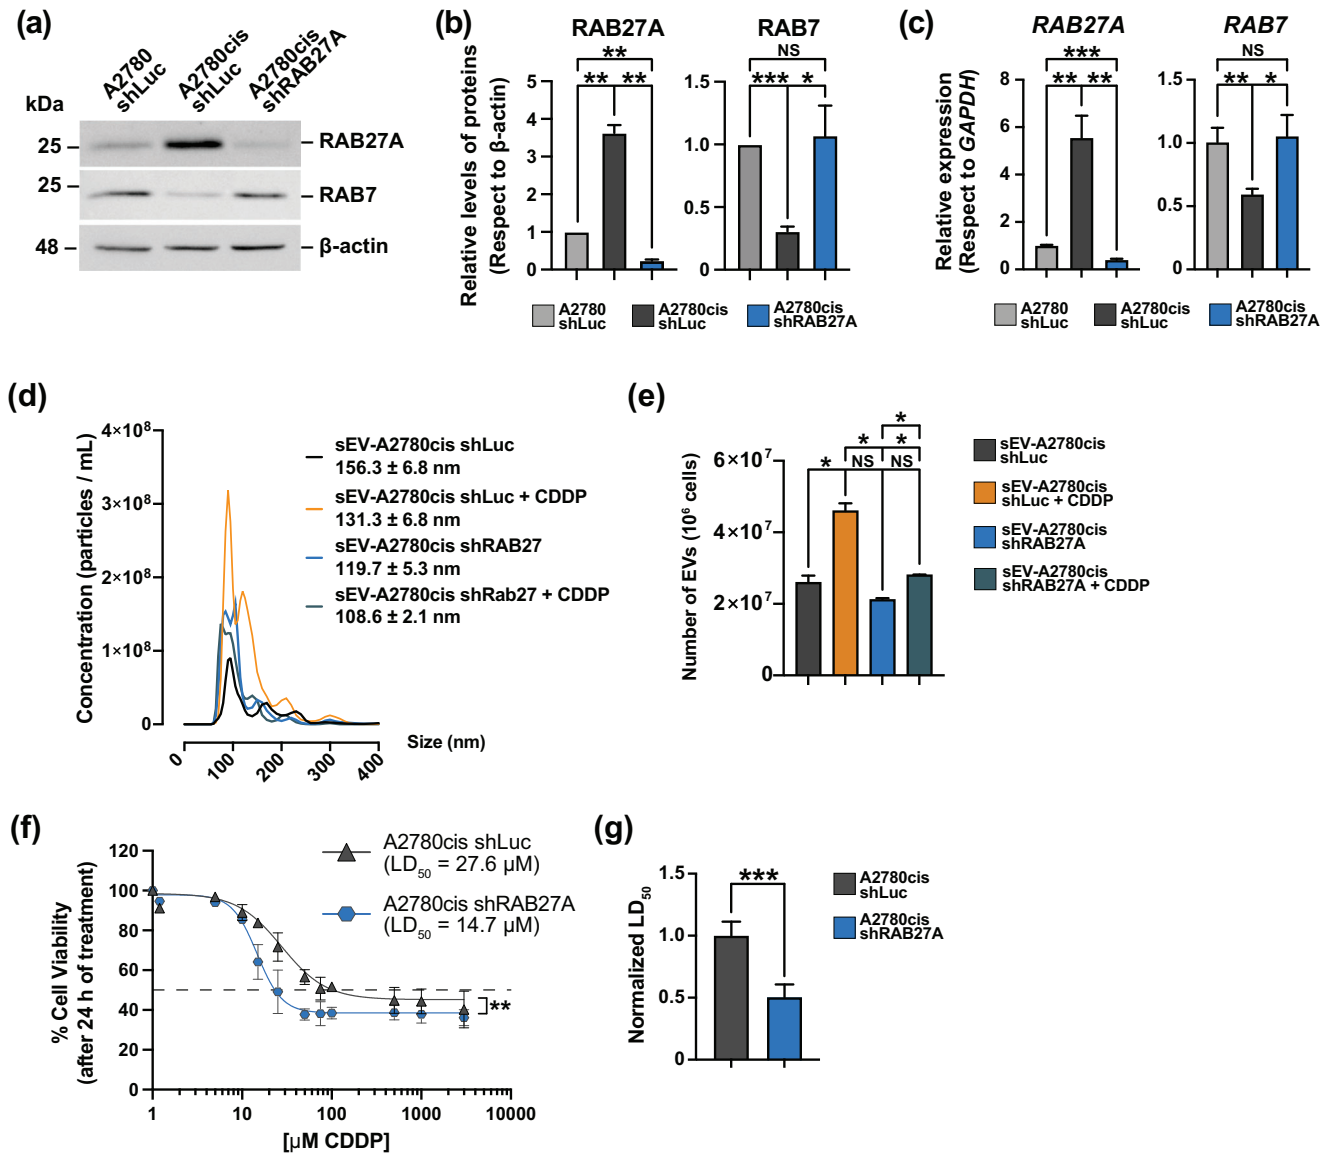 (a)
A2780
shLuc
A2780cis
shLuc
A2780cis
shRAB27A
kDa
25
RAB27A
25
RAB7
48
β-actin
(b)
RAB27A
RAB7
Relative levels of proteins
(Respect to β-actin)
**
** **
5
4
3
2
1
0
NS
*** *
1.5
1.0
0.5
0
A2780
shLuc
A2780cis
shLuc
A2780cis
shRAB27A
(c)
RAB27A
RAB7
Relative expression
(Respect to GAPDH)
***
** **
8
6
4
2
0
NS
** *
1.5
1.0
0.5
0
A2780
shLuc
A2780cis
shLuc
A2780cis
shRAB27A
(d)
Concentration (particles / mL)
4×10⁸
3×10⁸
2×10⁸
1×10⁸
0
0 100 200 300 400
Size (nm)
sEV-A2780cis shLuc
156.3 ± 6.8 nm
sEV-A2780cis shLuc + CDDP
131.3 ± 6.8 nm
sEV-A2780cis shRAB27
119.7 ± 5.3 nm
sEV-A2780cis shRab27 + CDDP
108.6 ± 2.1 nm
(e)
Number of EVs (10⁶ cells)
6×10⁷
4×10⁷
2×10⁷
0
*
* *
* NS NS
sEV-A2780cis
shLuc
sEV-A2780cis
shLuc + CDDP
sEV-A2780cis
shRAB27A
sEV-A2780cis
shRAB27A + CDDP
(f)
% Cell Viability
(after 24 h of treatment)
120
100
80
60
40
20
0
1 10 100 1000 10000
[µM CDDP]
A2780cis shLuc
(LD₅₀ = 27.6 µM)
A2780cis shRAB27A
(LD₅₀ = 14.7 µM)
**
(g)
Normalized LD₅₀
1.5
1.0
0.5
0
***
A2780cis
shLuc
A2780cis
shRAB27A